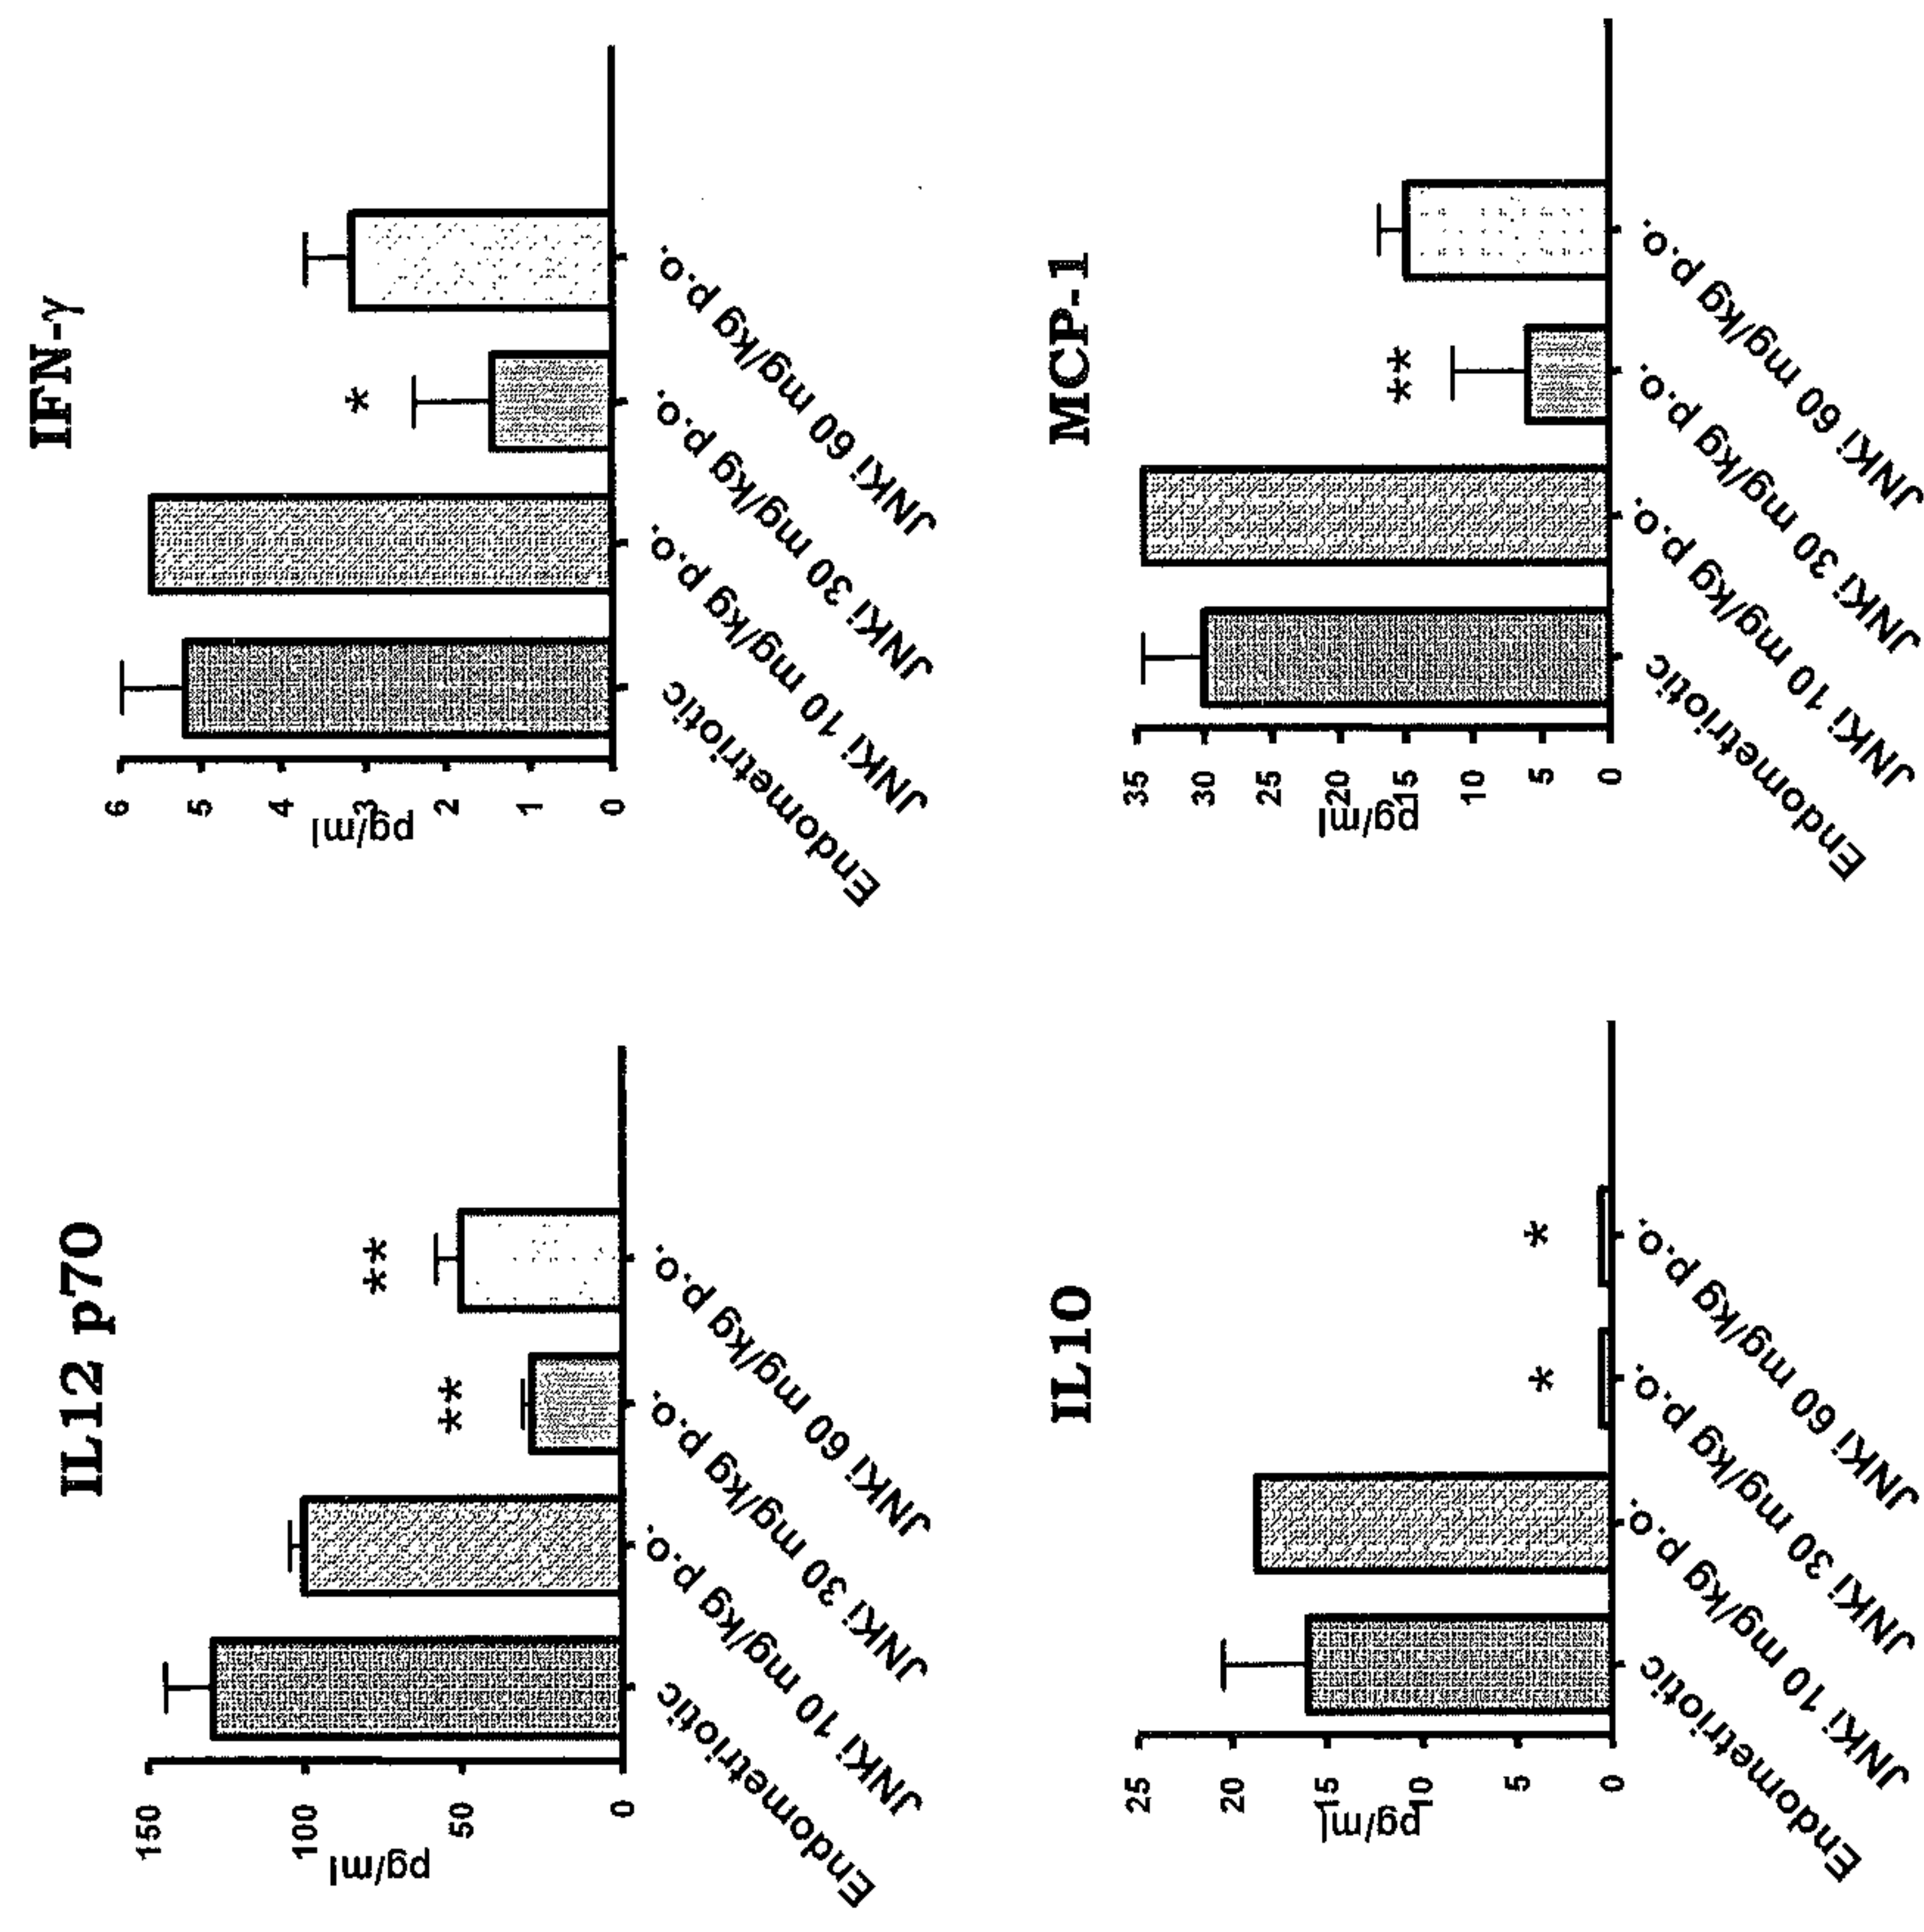 IL12 p70
**
**
150
100
50
0
pg/ml
Endometriotic
JNKi 10 mg/kg p.o.
JNKi 30 mg/kg p.o.
JNKi 60 mg/kg p.o.
IFN-γ
*
6
5
4
3
2
1
0
pg/ml
Endometriotic
JNKi 10 mg/kg p.o.
JNKi 30 mg/kg p.o.
JNKi 60 mg/kg p.o.
IL10
*
*
25
20
15
10
5
0
pg/ml
Endometriotic
JNKi 10 mg/kg p.o.
JNKi 30 mg/kg p.o.
JNKi 60 mg/kg p.o.
MCP-1
**
35
30
25
20
15
10
5
0
pg/ml
Endometriotic
JNKi 10 mg/kg p.o.
JNKi 30 mg/kg p.o.
JNKi 60 mg/kg p.o.